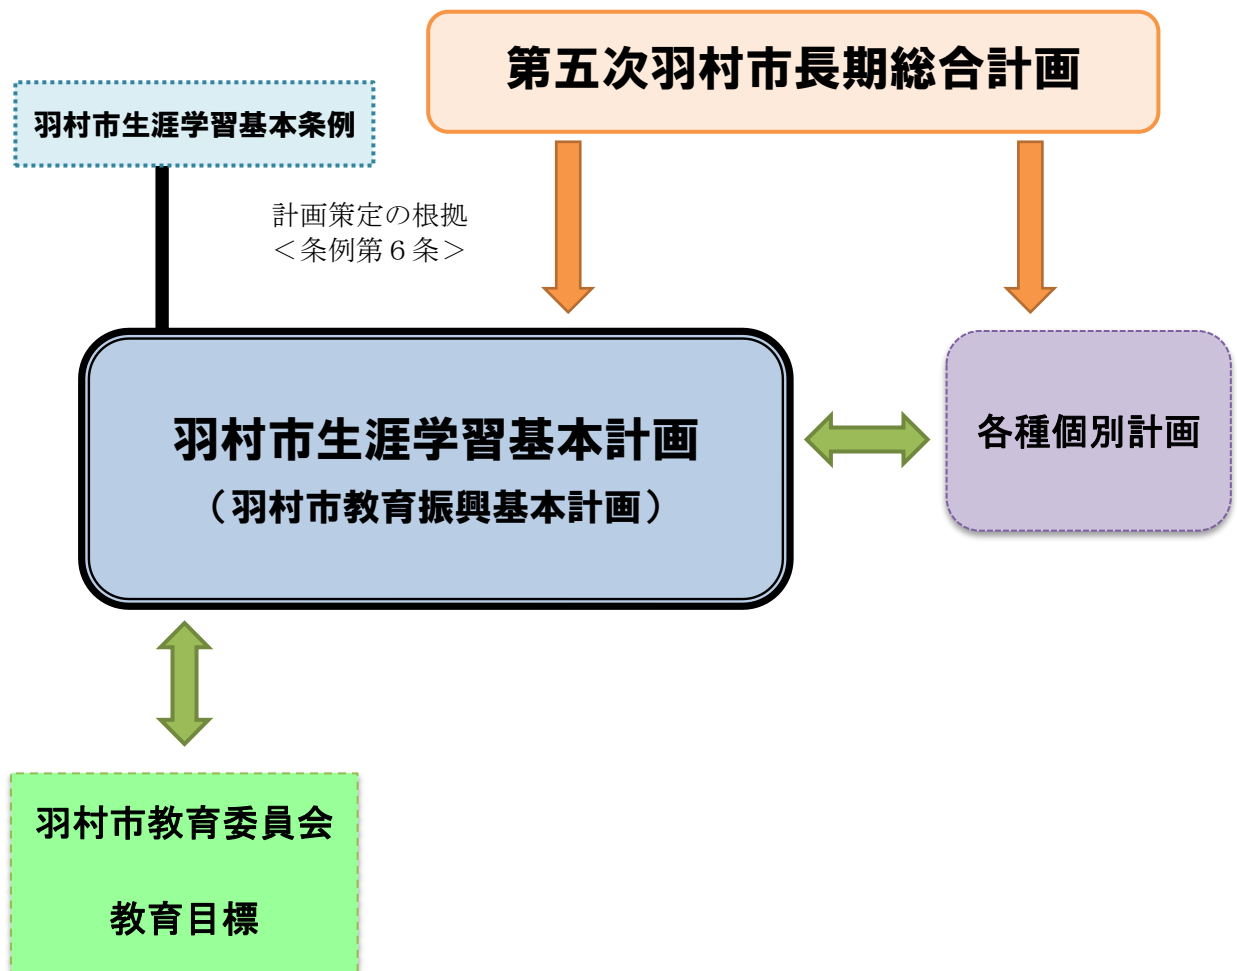 第五次羽村市長期総合計画
羽村市生涯学習基本条例
計画策定の根拠
＜条例第６条＞
羽村市生涯学習基本計画
（羽村市教育振興基本計画）
各種個別計画
羽村市教育委員会
教育目標